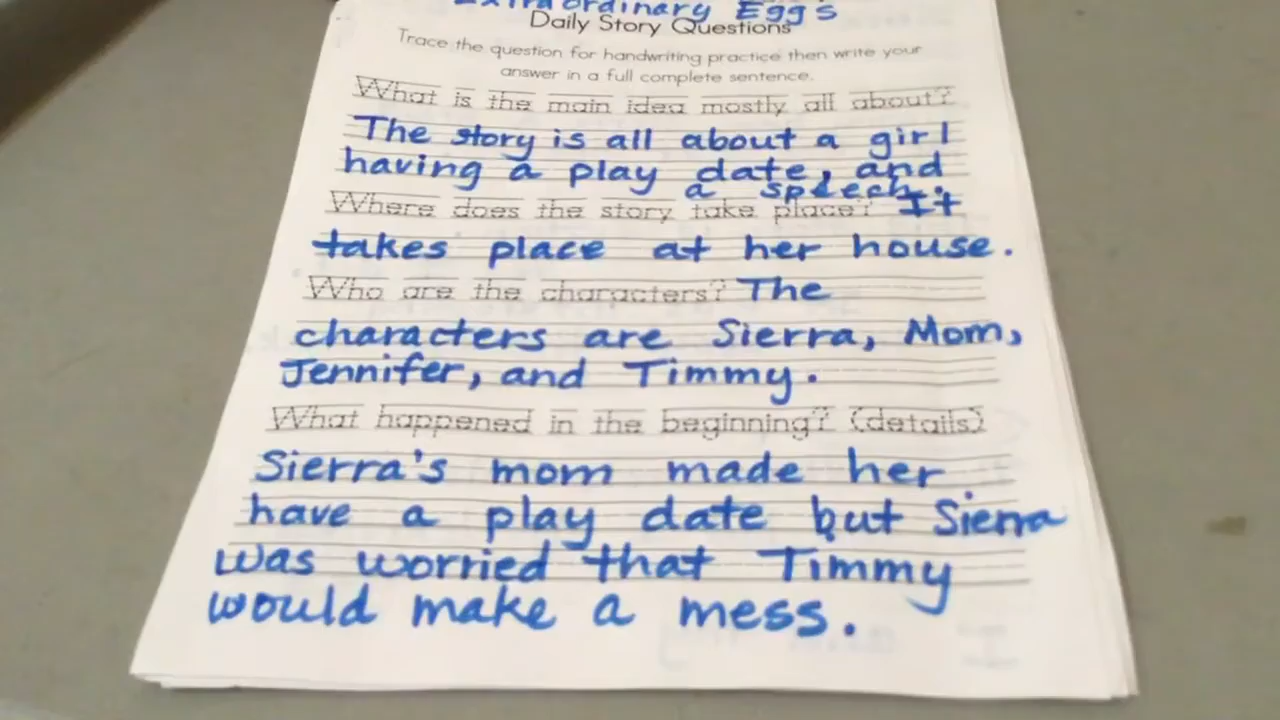 Extraordinary Eggs
Daily Story Questions
Trace the question for handwriting practice then write your
answer in a full complete sentence.
What is the main idea mostly all about?
The story is all about a girl
having a play date, and
a speech.
Where does the story take place? It
takes place at her house.
Who are the characters? The
characters are Sierra, Mom,
Jennifer, and Timmy.
What happened in the beginning? (details)
Sierra's mom made her
have a play date but Sierra
was worried that Timmy
would make a mess.